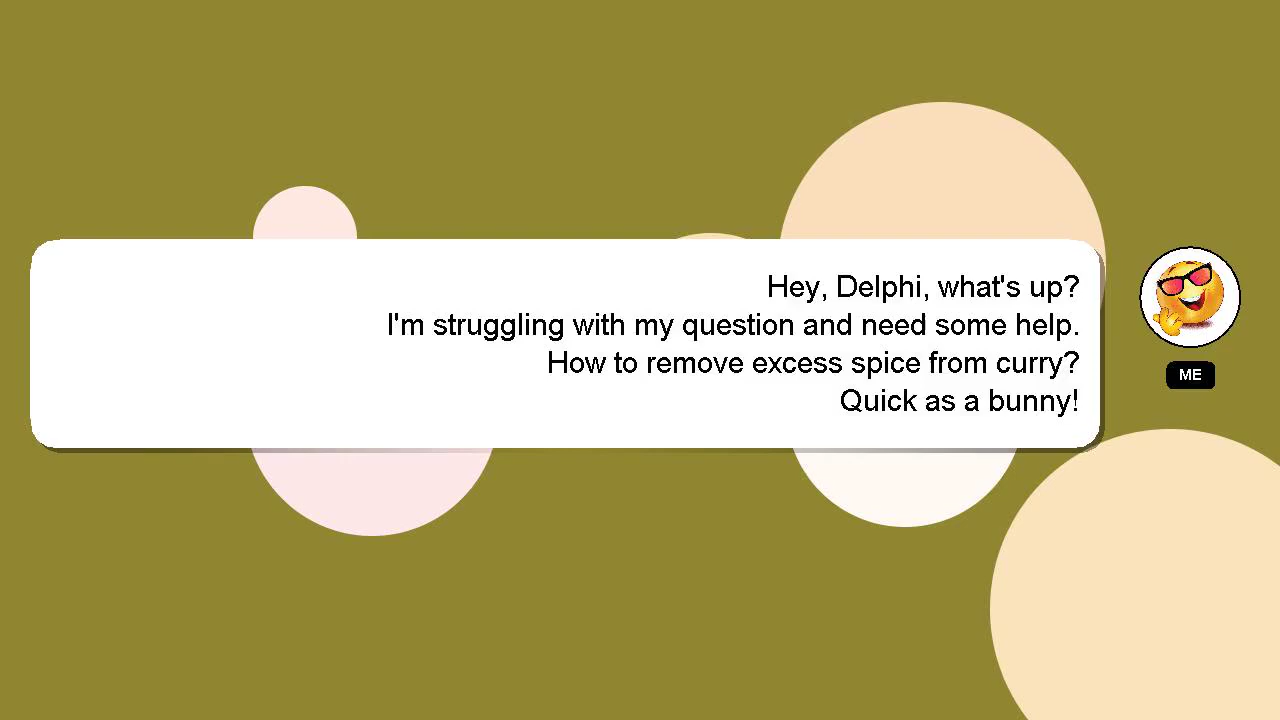 Hey, Delphi, what's up?
I'm struggling with my question and need some help.
How to remove excess spice from curry?
Quick as a bunny!
ME